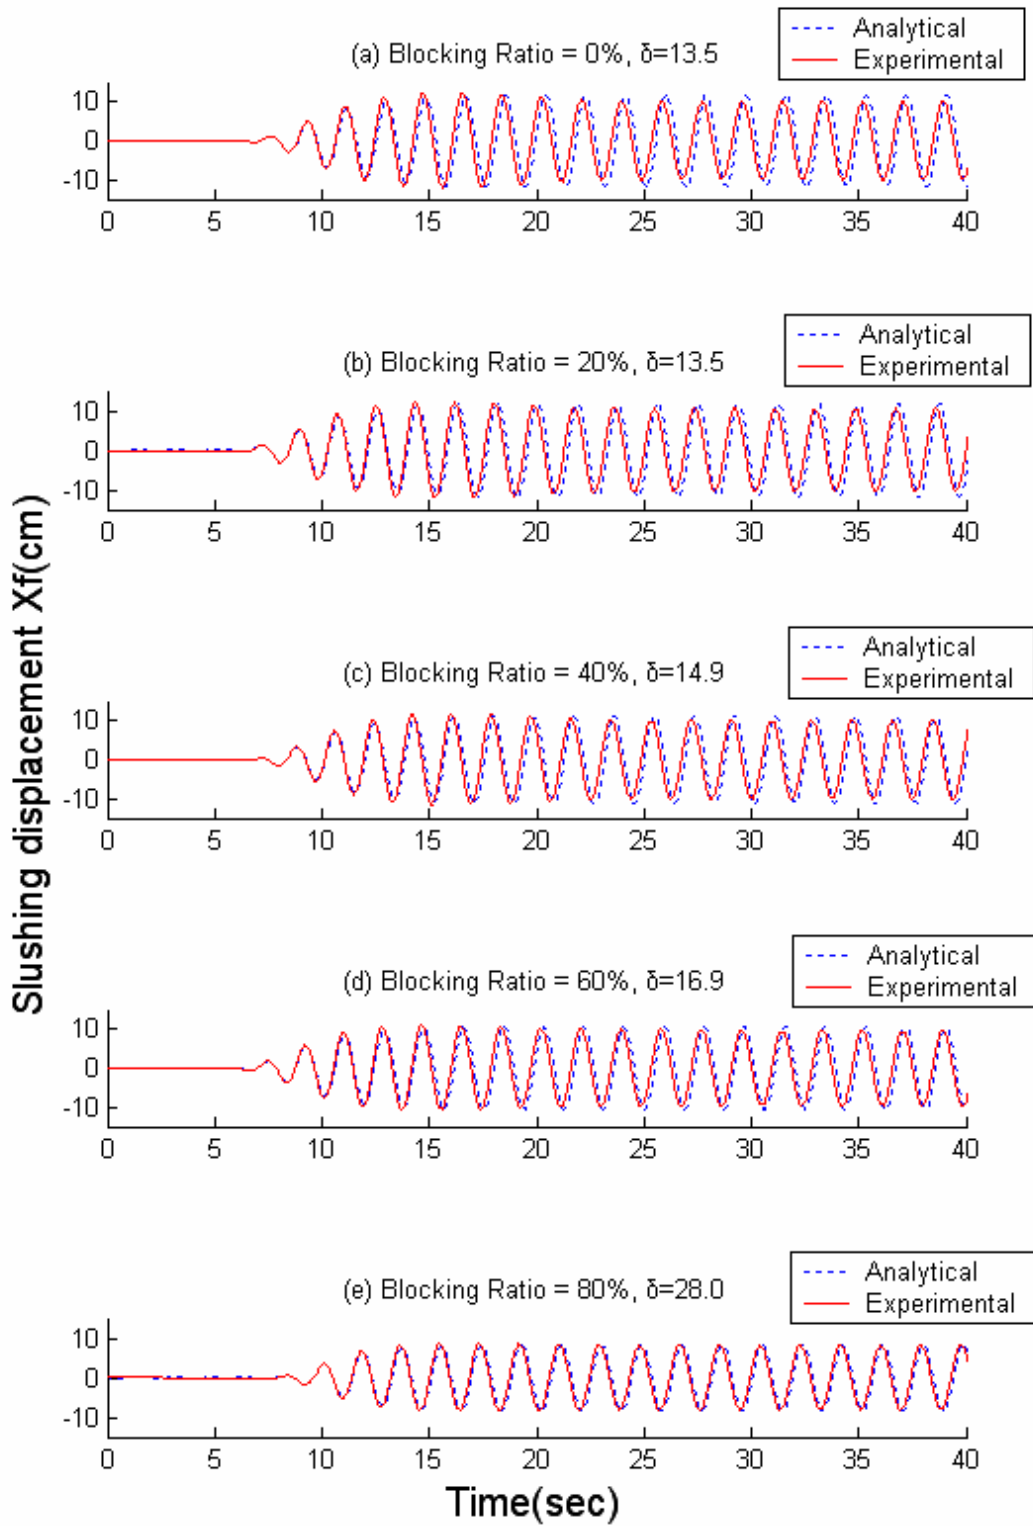 Analytical
Experimental
(a) Blocking Ratio = 0%, δ=13.5
10
0
-10
0 5 10 15 20 25 30 35 40
Analytical
Experimental
(b) Blocking Ratio = 20%, δ=13.5
10
0
-10
0 5 10 15 20 25 30 35 40
Slushing displacement Xf(cm)
Analytical
Experimental
(c) Blocking Ratio = 40%, δ=14.9
10
0
-10
0 5 10 15 20 25 30 35 40
Analytical
Experimental
(d) Blocking Ratio = 60%, δ=16.9
10
0
-10
0 5 10 15 20 25 30 35 40
Analytical
Experimental
(e) Blocking Ratio = 80%, δ=28.0
10
0
-10
0 5 10 15 20 25 30 35 40
Time(sec)